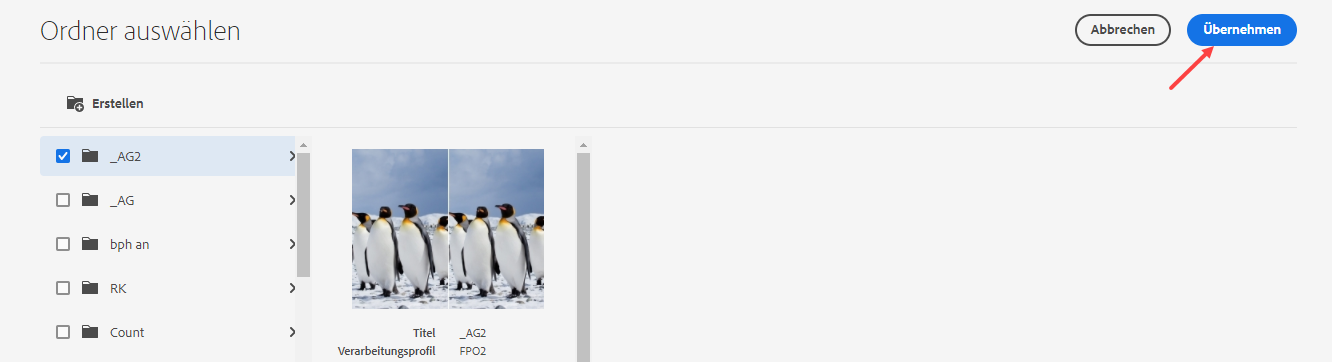 Ordner auswählen
Abbrechen
Übernehmen
Erstellen
_AG2
_AG
bph an
RK
Count
Titel _AG2
Verarbeitungsprofil FPO2